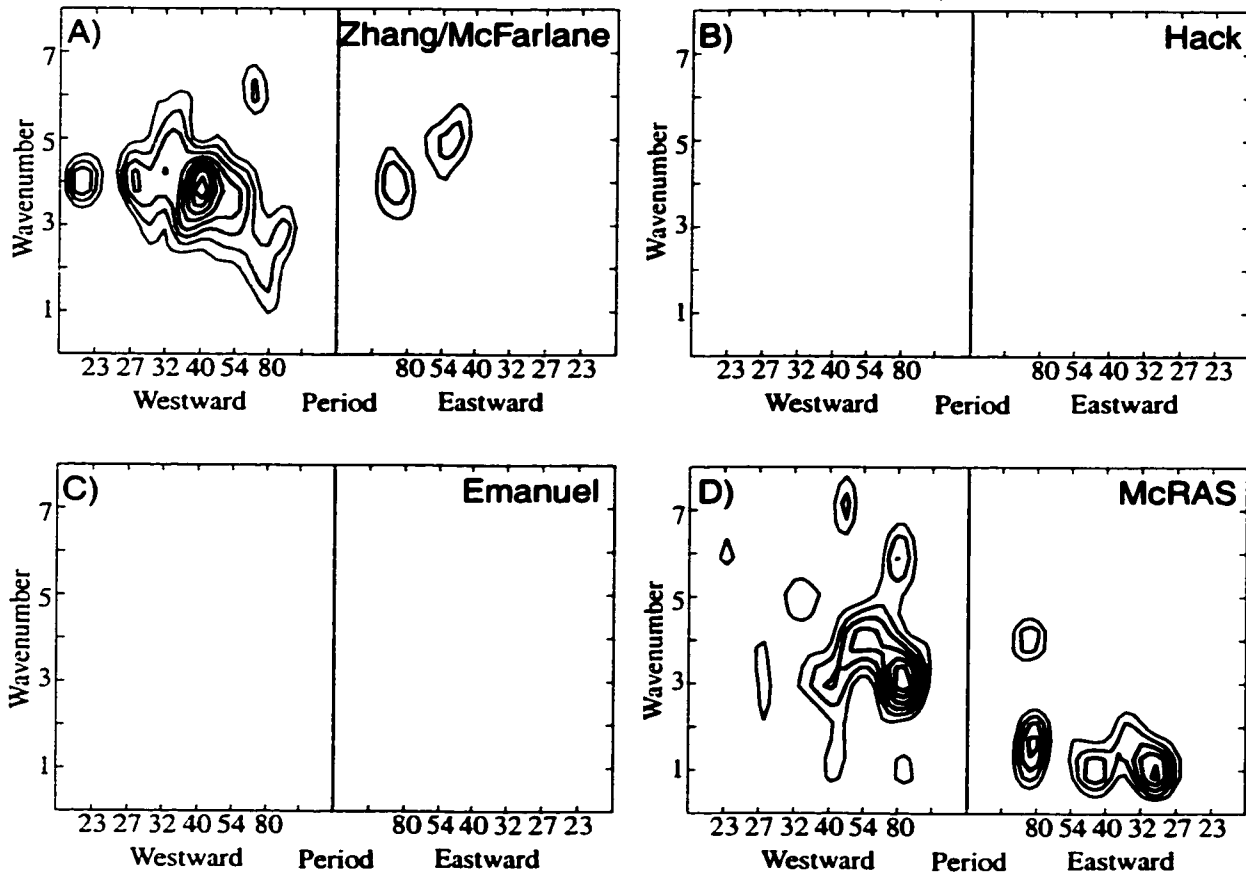 A)
Zhang/McFarlane
Wavenumber
7
5
3
1
23 27 32 40 54 80
80 54 40 32 27 23
Westward Period Eastward
B)
Hack
Wavenumber
7
5
3
1
23 27 32 40 54 80
80 54 40 32 27 23
Westward Period Eastward
C)
Emanuel
Wavenumber
7
5
3
1
23 27 32 40 54 80
80 54 40 32 27 23
Westward Period Eastward
D)
McRAS
Wavenumber
7
5
3
1
23 27 32 40 54 80
80 54 40 32 27 23
Westward Period Eastward